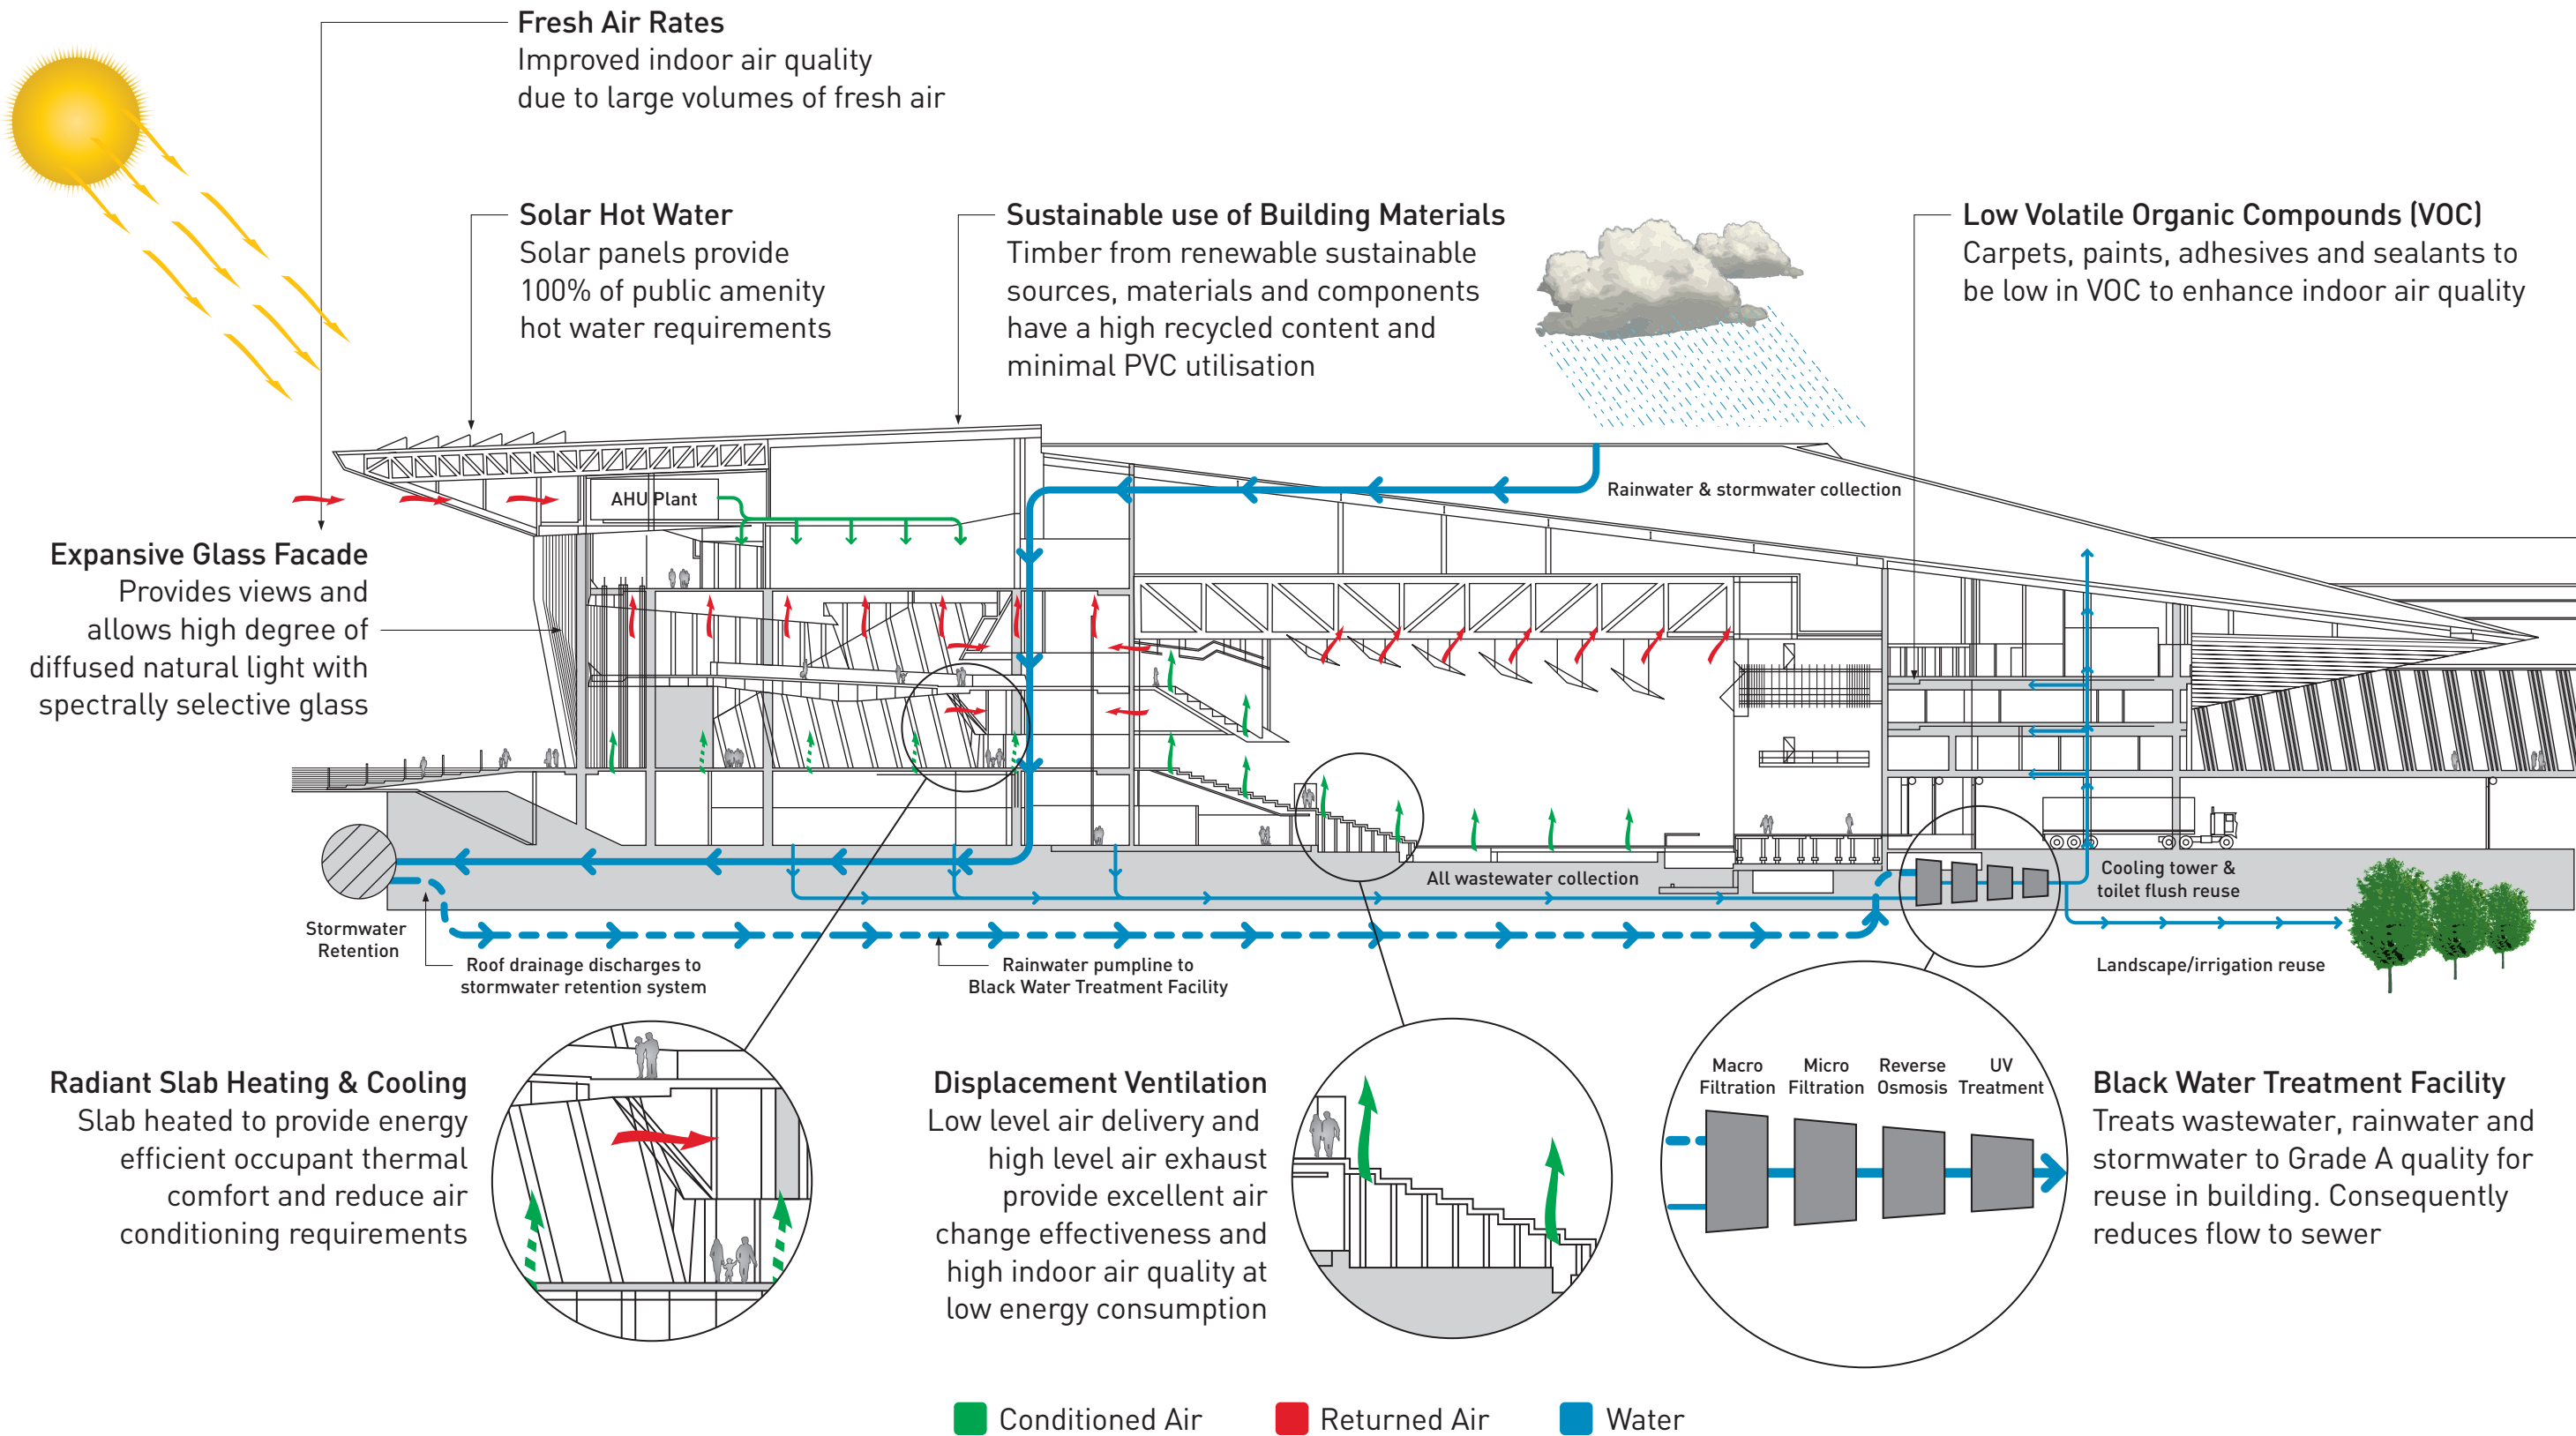 Fresh Air Rates
Improved indoor air quality
due to large volumes of fresh air
Solar Hot Water
Solar panels provide
100% of public amenity
hot water requirements
Sustainable use of Building Materials
Timber from renewable sustainable
sources, materials and components
have a high recycled content and
minimal PVC utilisation
Low Volatile Organic Compounds (VOC)
Carpets, paints, adhesives and sealants to
be low in VOC to enhance indoor air quality
AHU Plant
Rainwater & stormwater collection
Expansive Glass Facade
Provides views and
allows high degree of
diffused natural light with
spectrally selective glass
All wastewater collection
Cooling tower &
toilet flush reuse
Stormwater
Retention
Roof drainage discharges to
stormwater retention system
Rainwater pumpline to
Black Water Treatment Facility
Landscape/irrigation reuse
Radiant Slab Heating & Cooling
Slab heated to provide energy
efficient occupant thermal
comfort and reduce air
conditioning requirements
Displacement Ventilation
Low level air delivery and
high level air exhaust
provide excellent air
change effectiveness and
high indoor air quality at
low energy consumption
Macro
Filtration
Micro
Filtration
Reverse
Osmosis
UV
Treatment
Black Water Treatment Facility
Treats wastewater, rainwater and
stormwater to Grade A quality for
reuse in building. Consequently
reduces flow to sewer
Conditioned Air
Returned Air
Water